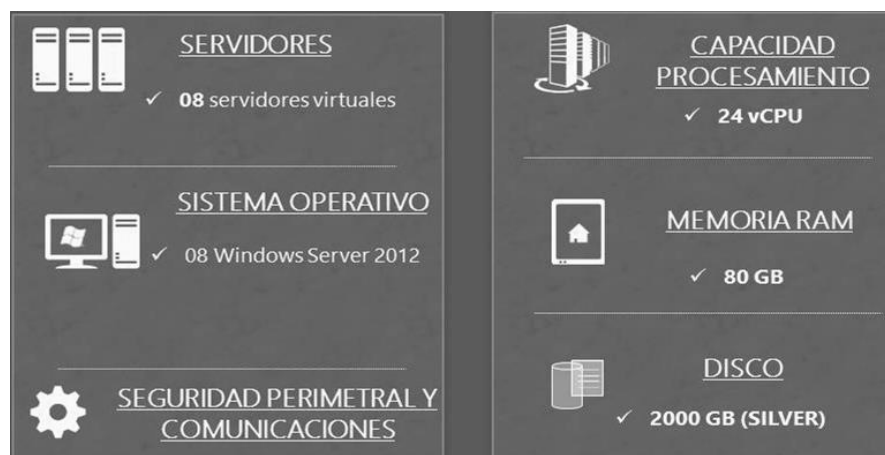 SERVIDORES
✓ 08 servidores virtuales
SISTEMA OPERATIVO
✓ 08 Windows Server 2012
SEGURIDAD PERIMETRAL Y
COMUNICACIONES
CAPACIDAD
PROCESAMIENTO
✓ 24 vCPU
MEMORIA RAM
✓ 80 GB
DISCO
✓ 2000 GB (SILVER)